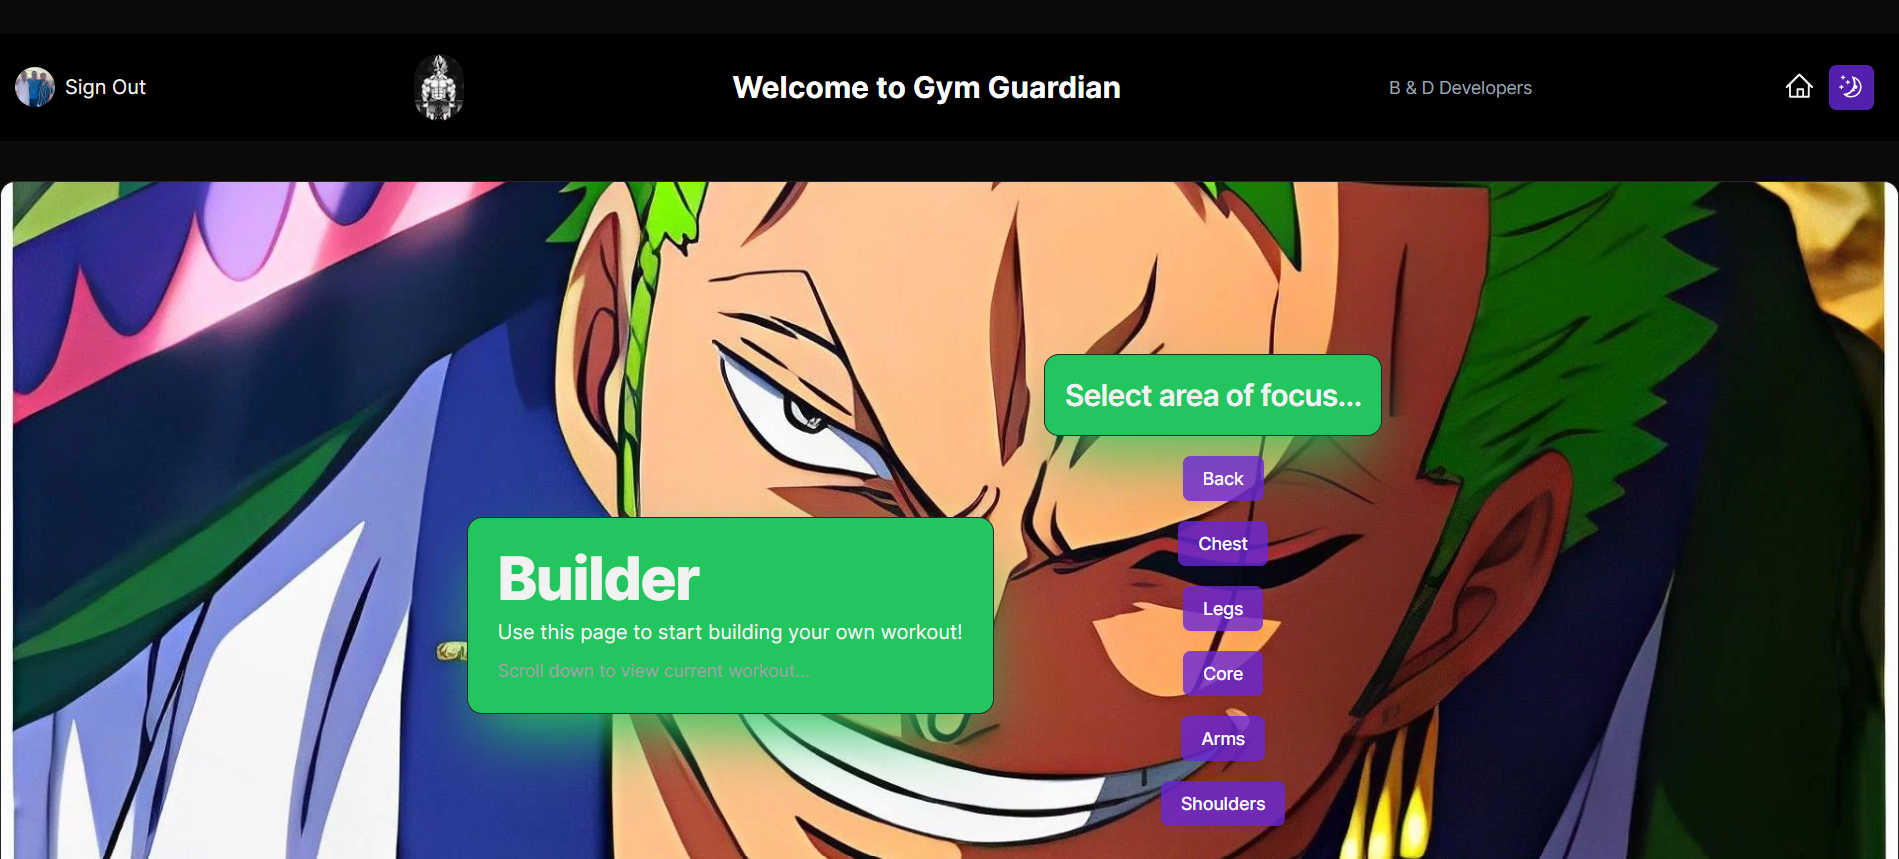 Sign Out
Welcome to Gym Guardian
B & D Developers
Select area of focus...
Back
Chest
Legs
Core
Arms
Shoulders
Builder
Use this page to start building your own workout!
Scroll down to view current workout...